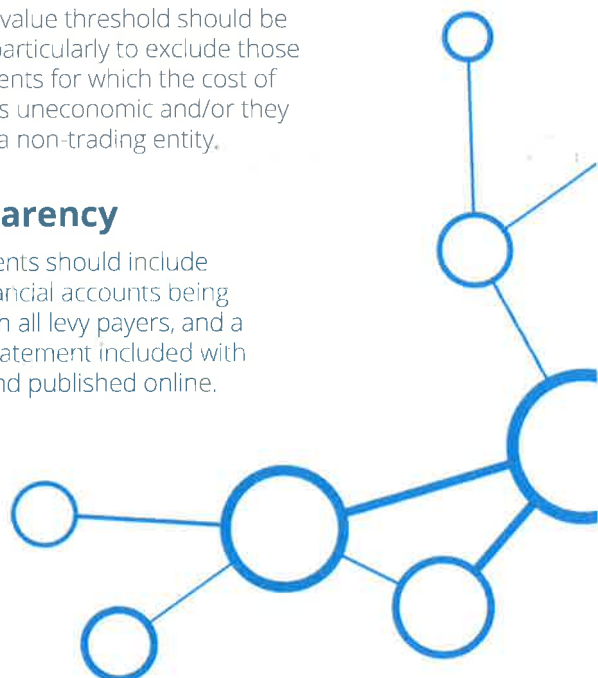 value threshold should be
particularly to exclude those
ents for which the cost of
s uneconomic and/or they
a non-trading entity.
arency
ents should include
ancial accounts being
n all levy payers, and a
atement included with
nd published online.